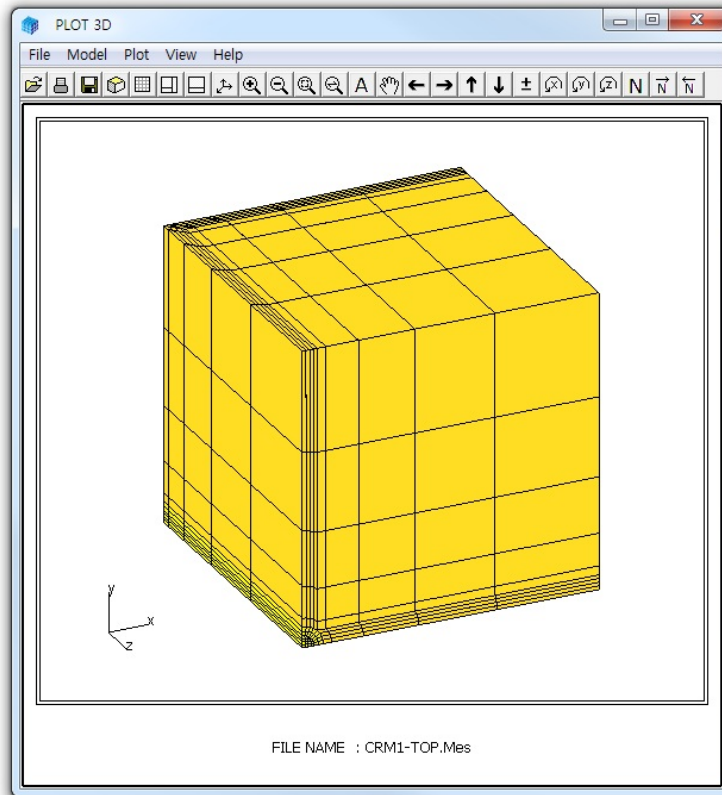 PLOT 3D
File Model Plot View Help
A ± x y z N N N
y
x
z
FILE NAME : CRM1-TOP.Mes